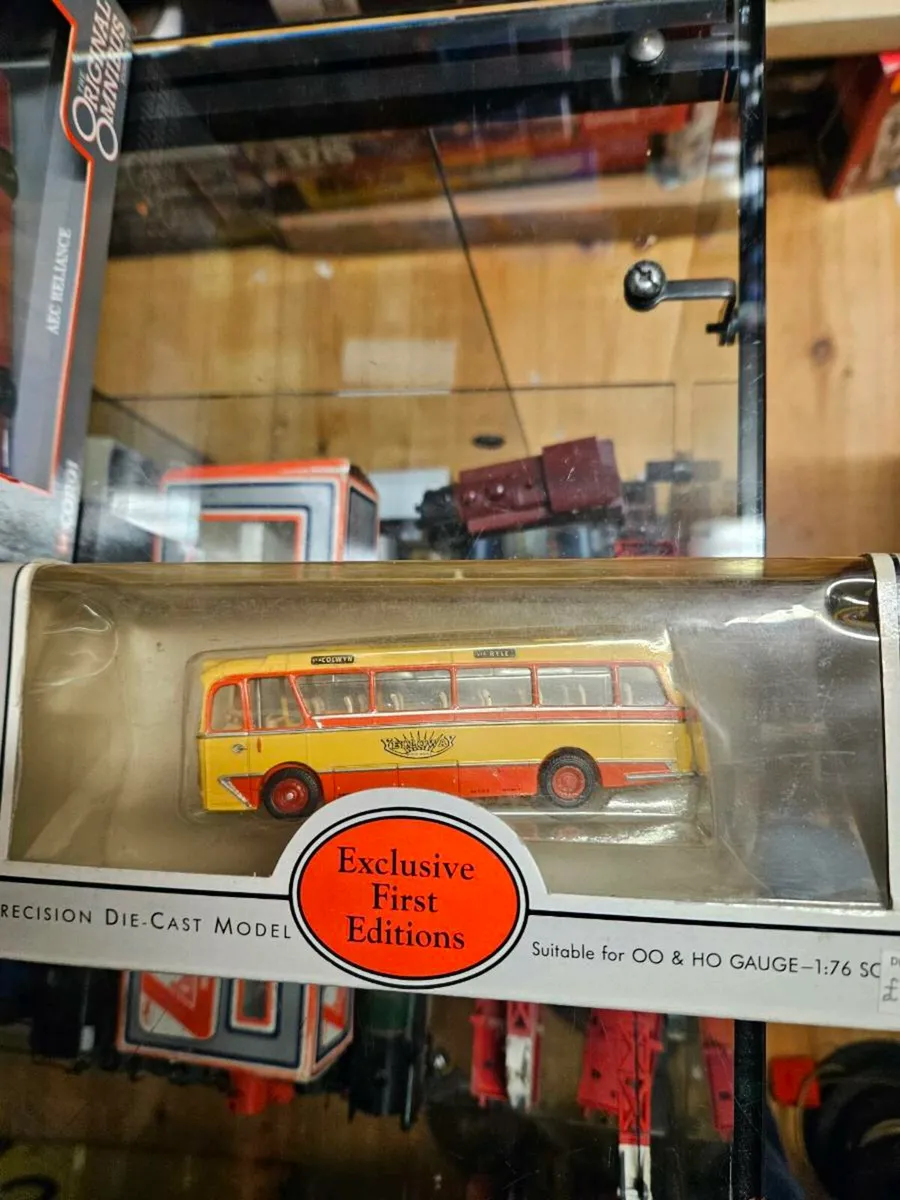 THE
ORIGINAL
OMNIBUS
AEC RELIANCE
COLWYN
RYLE
Exclusive
First
Editions
RECISION DIE-CAST MODEL
Suitable for OO & HO GAUGE–1:76 SC